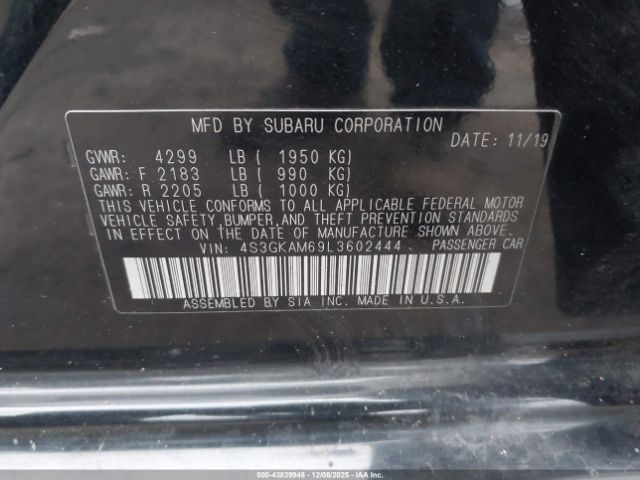 MFD BY SUBARU CORPORATION
DATE: 11/19
GVWR: 4299 LB ( 1950 KG)
GAWR: F 2183 LB ( 990 KG)
GAWR: R 2205 LB ( 1000 KG)
THIS VEHICLE CONFORMS TO ALL APPLICABLE FEDERAL MOTOR
VEHICLE SAFETY, BUMPER, AND THEFT PREVENTION STANDARDS
IN EFFECT ON THE DATE OF MANUFACTURE SHOWN ABOVE.
VIN: 4S3GKAM69L3602444 PASSENGER CAR
ASSEMBLED BY SIA INC. MADE IN U.S.A.
000-43839946 - 12/08/2025 - IAAI.CA